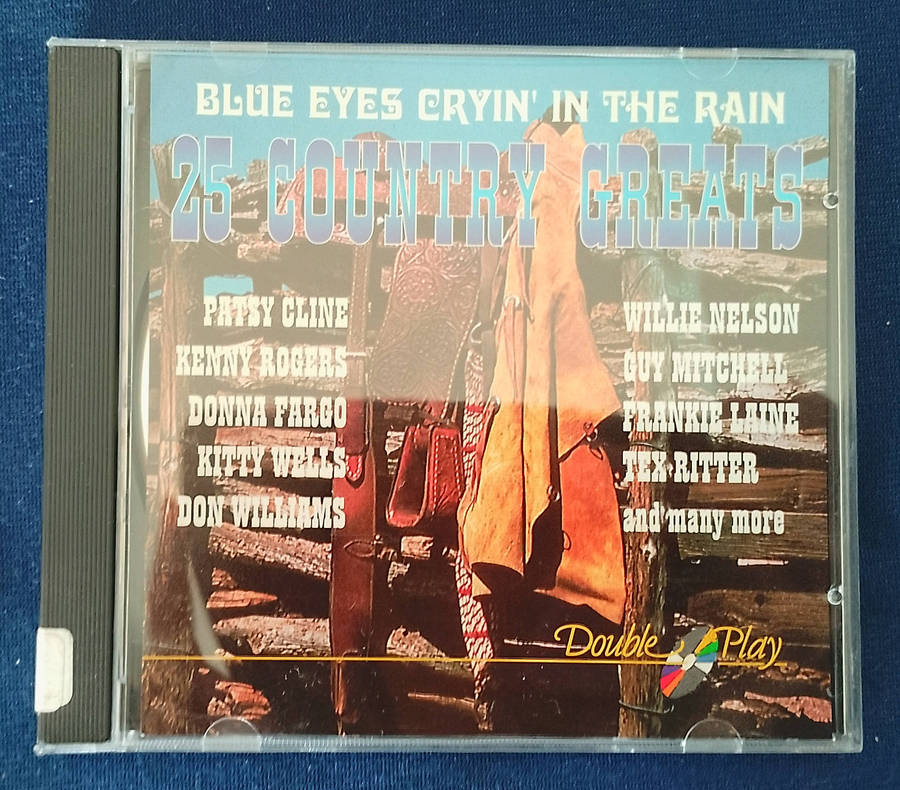 BLUE EYES CRYIN' IN THE RAIN
25 COUNTRY GREATS
PATSY CLINE
KENNY ROGERS
DONNA FARGO
KITTY WELLS
DON WILLIAMS
WILLIE NELSON
GUY MITCHELL
FRANKIE LAINE
TEX RITTER
and many more
Double Play